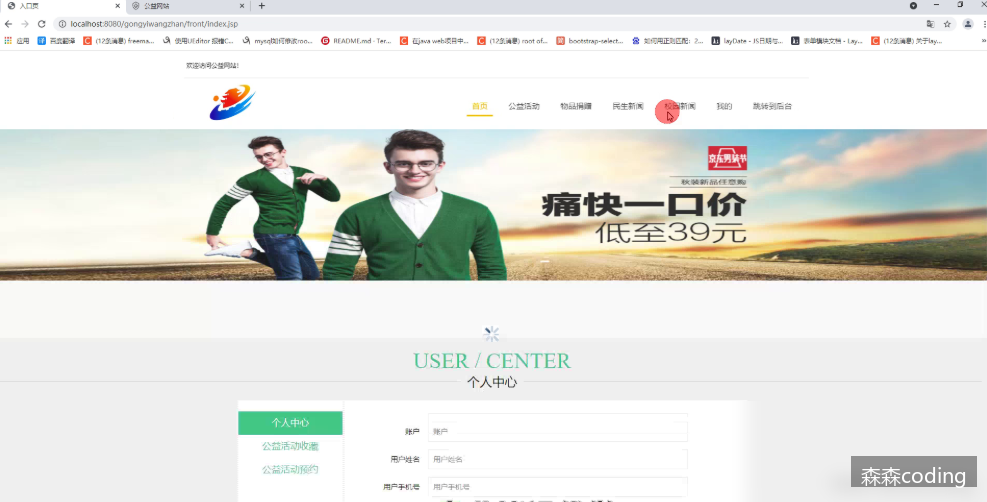 入口页
公益网站
localhost:8080/gongyiwangzhan/front/index.jsp
应用
百度翻译
(12条消息) freema...
使用UEditor 报错C...
mysql如何修改roo...
README.md · Ter...
在java web项目中...
(12条消息) root of...
bootstrap-select...
如何用正则匹配：2...
layDate - JS日期与...
表单模块文档 - Lay...
(12条消息) 关于lay...
欢迎访问公益网站!
首页
公益活动
物品捐赠
民生新闻
校园新闻
我的
跳转到后台
京东男装节
秋装新品任意购
痛快一口价
低至39元
USER / CENTER
个人中心
个人中心
公益活动收藏
公益活动预约
账户
账户
用户姓名
用户姓名
用户手机号
用户手机号
森森coding